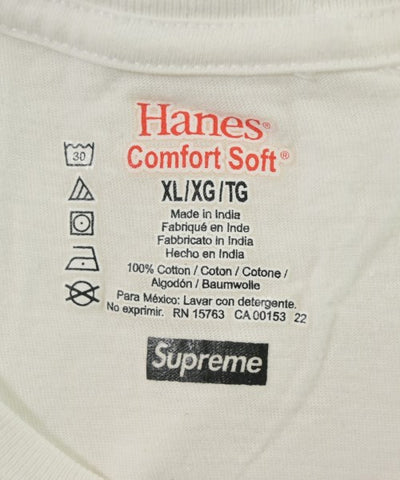 Hanes®
Comfort Soft®
30
XL/XG/TG
Made in India
Fabriqué en Inde
Fabbricato in India
Hecho en India
100% Cotton / Coton / Cotone /
Algodón / Baumwolle
Para México: Lavar con detergente.
No exprimir. RN 15763 CA 00153 22
Supreme